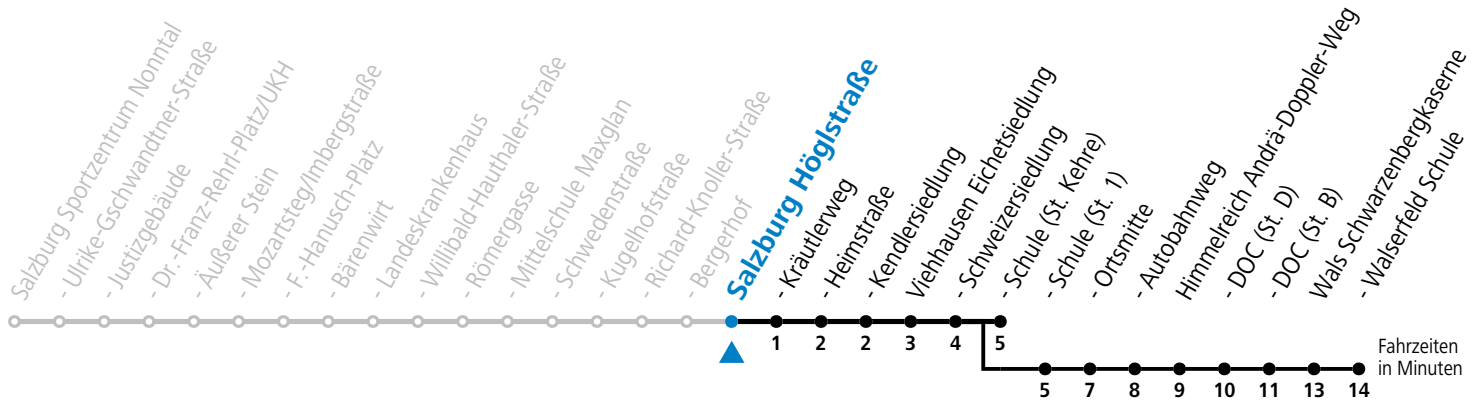 Salzburg Sportzentrum Nonntal
- Ulrike-Gschwandtner-Straße
- Justizgebäude
- Dr.-Franz-Rehrl-Platz/UKH
- Äußerer Stein
- Mozartsteg/Imbergstraße
- F.-Hanusch-Platz
- Bärenwirt
- Landeskrankenhaus
- Willibald-Hauthaler-Straße
- Römergasse
- Mittelschule Maxglan
- Schwedenstraße
- Kugelhofstraße
- Richard-Knoller-Straße
- Bergerhof
Salzburg Höglstraße
- Kräutlerweg
- Heimstraße
- Kendlersiedlung
Viehhausen Eichetsiedlung
- Schweizersiedlung
- Schule (St. Kehre)
- Schule (St. 1)
- Ortsmitte
- Autobahnweg
Himmelreich Andrä-Doppler-Weg
- DOC (St. D)
- DOC (St. B)
Wals Schwarzenbergkaserne
- Walserfeld Schule
1 2 2 3 4 5
5 7 8 9 10 11 13 14
Fahrzeiten
in Minuten